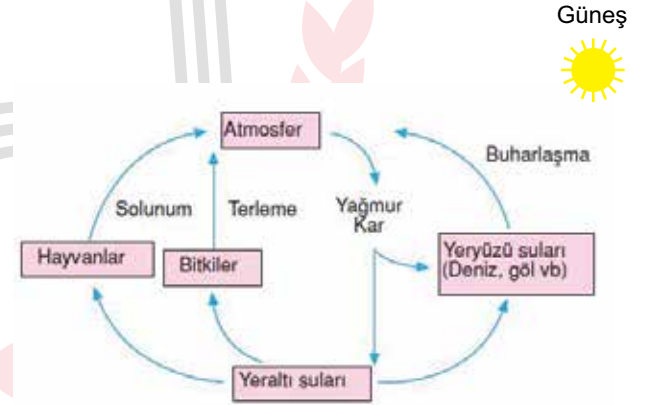 Güneş
Atmosfer
Buharlaşma
Solunum
Terleme
Yağmur
Kar
Hayvanlar
Bitkiler
Yeryüzü suları
(Deniz, göl vb)
Yeraltı suları